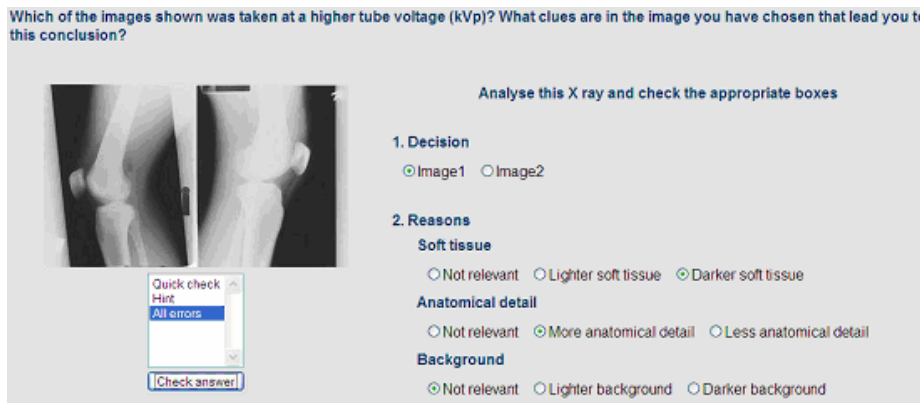 Which of the images shown was taken at a higher tube voltage (kVp)? What clues are in the image you have chosen that lead you
this conclusion?
Analyse this X ray and check the appropriate boxes
1. Decision
Image1 Image2
2. Reasons
Soft tissue
Not relevant Lighter soft tissue Darker soft tissue
Anatomical detail
Not relevant More anatomical detail Less anatomical detail
Background
Not relevant Lighter background Darker background
Quick check
Hint
All errors
Check answer